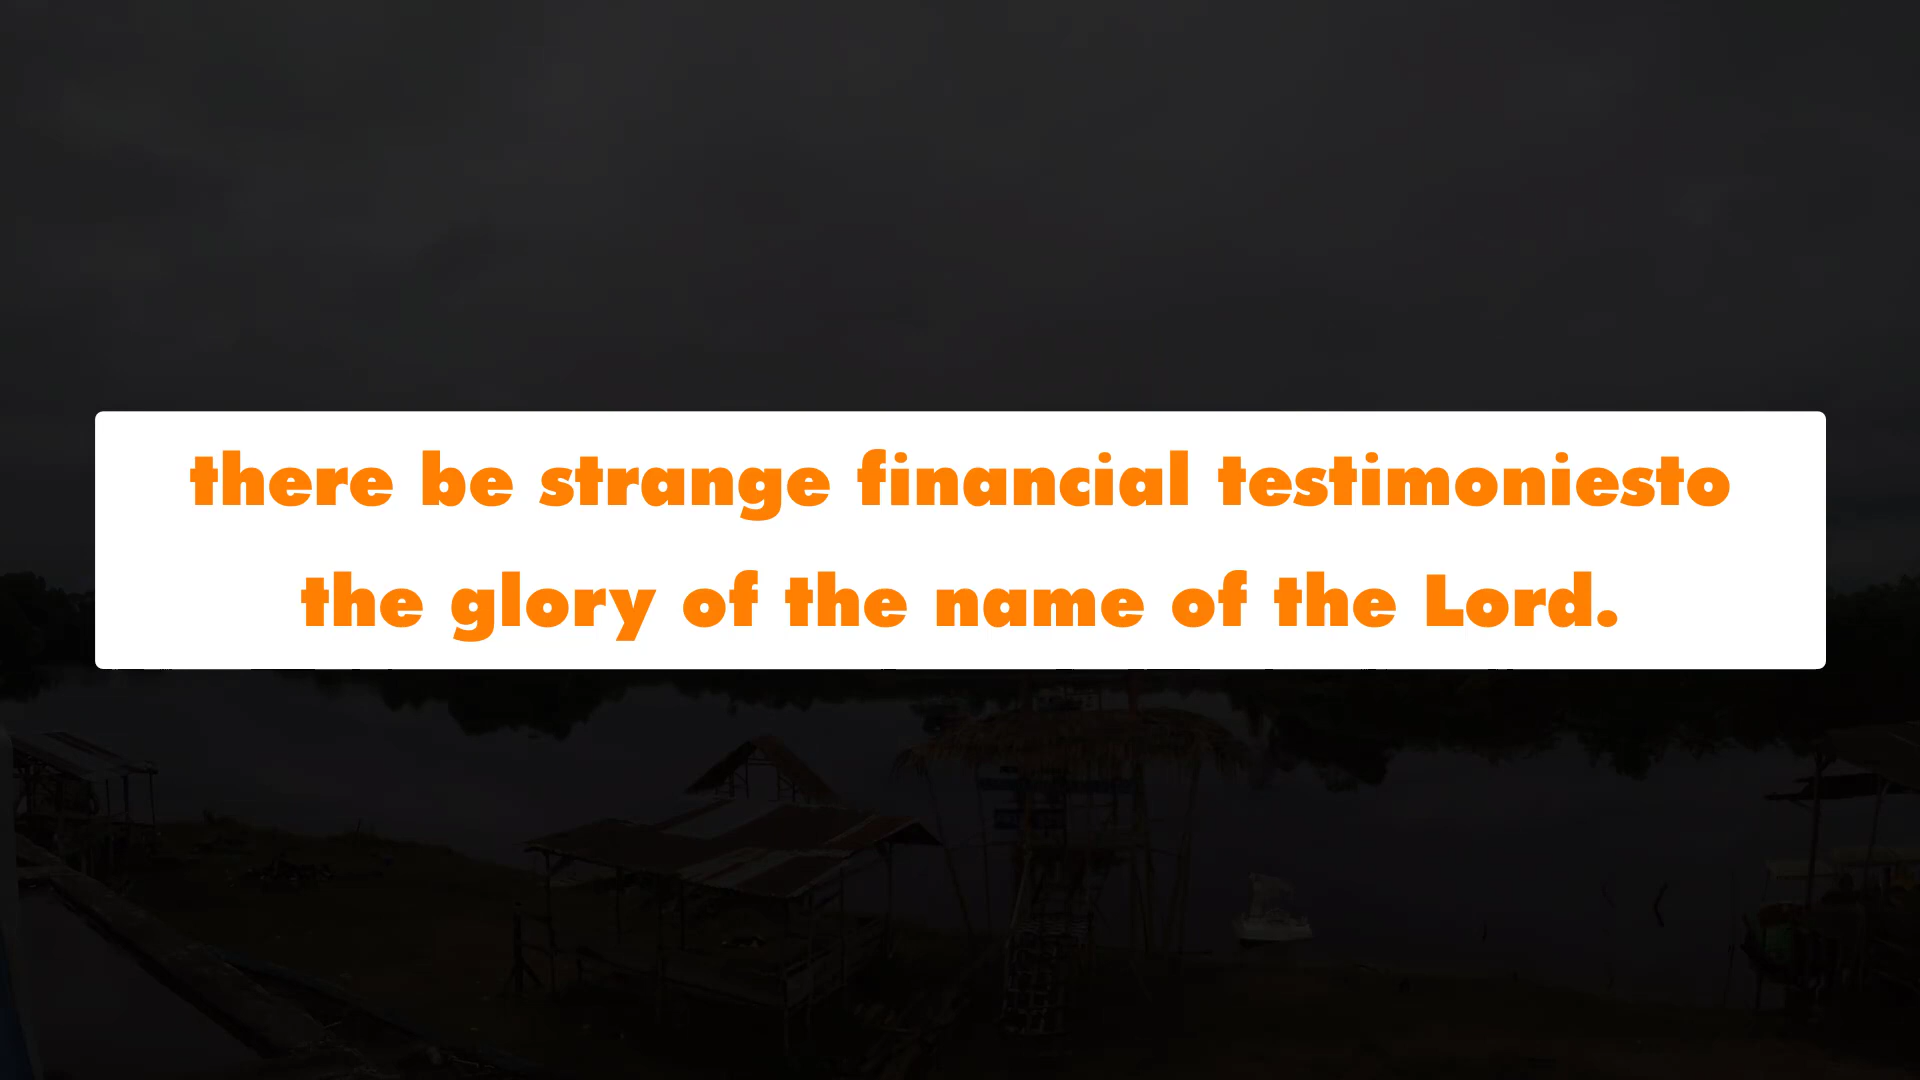 there be strange financial testimoniesto
the glory of the name of the Lord.